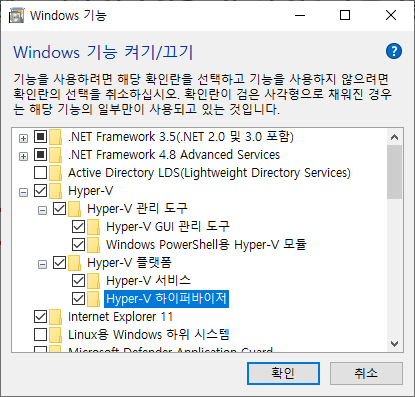 Windows 기능
Windows 기능 켜기/끄기
기능을 사용하려면 해당 확인란을 선택하고 기능을 사용하지 않으려면
확인란의 선택을 취소하십시오. 확인란이 검은 사각형으로 채워진 경우
는 해당 기능의 일부만이 사용되고 있는 것입니다.
.NET Framework 3.5(.NET 2.0 및 3.0 포함)
.NET Framework 4.8 Advanced Services
Active Directory LDS(Lightweight Directory Services)
Hyper-V
Hyper-V 관리 도구
Hyper-V GUI 관리 도구
Windows PowerShell용 Hyper-V 모듈
Hyper-V 플랫폼
Hyper-V 서비스
Hyper-V 하이퍼바이저
Internet Explorer 11
Linux용 Windows 하위 시스템
Microsoft Defender Application Guard
확인
취소